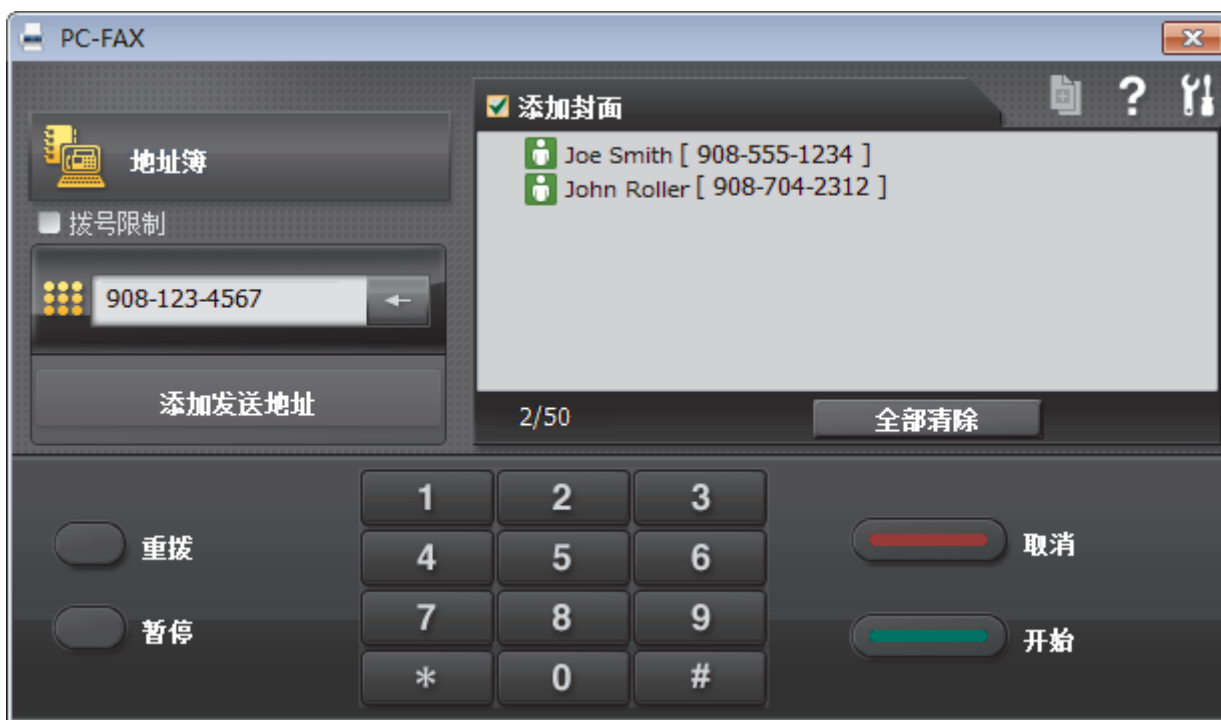 PC-FAX
添加封面
?
地址簿
Joe Smith [ 908-555-1234 ]
John Roller [ 908-704-2312 ]
拨号限制
908-123-4567
添加发送地址
2/50
全部清除
1 2 3
4 5 6
7 8 9
* 0 #
重拨
暂停
取消
开始